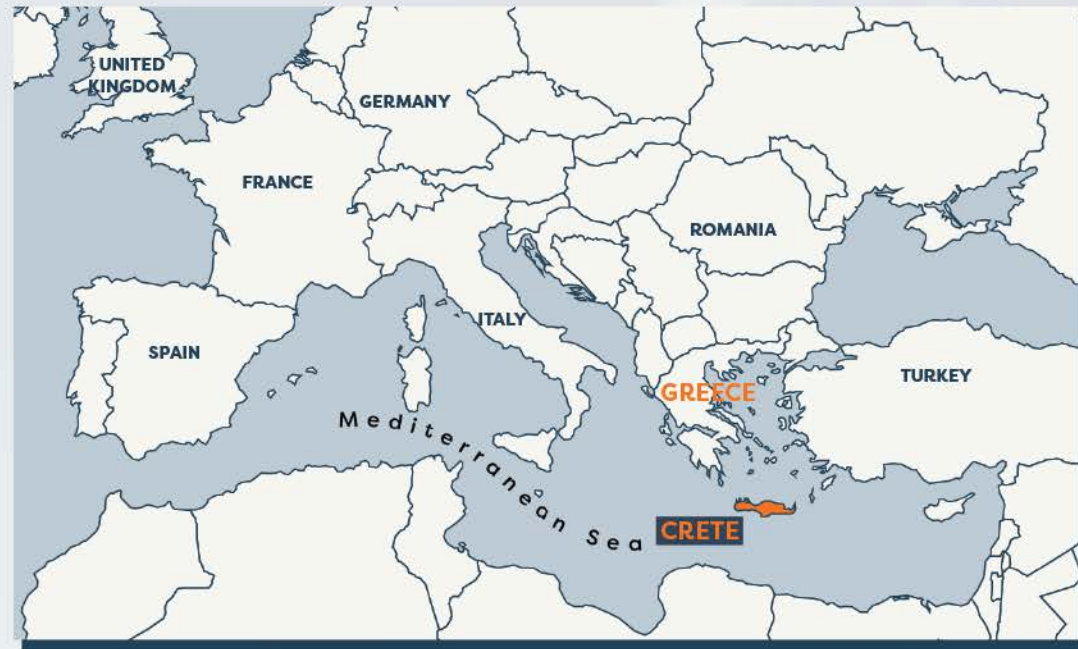 UNITED
KINGDOM
GERMANY
FRANCE
ROMANIA
ITALY
SPAIN
TURKEY
GREECE
Mediterranean Sea
CRETE